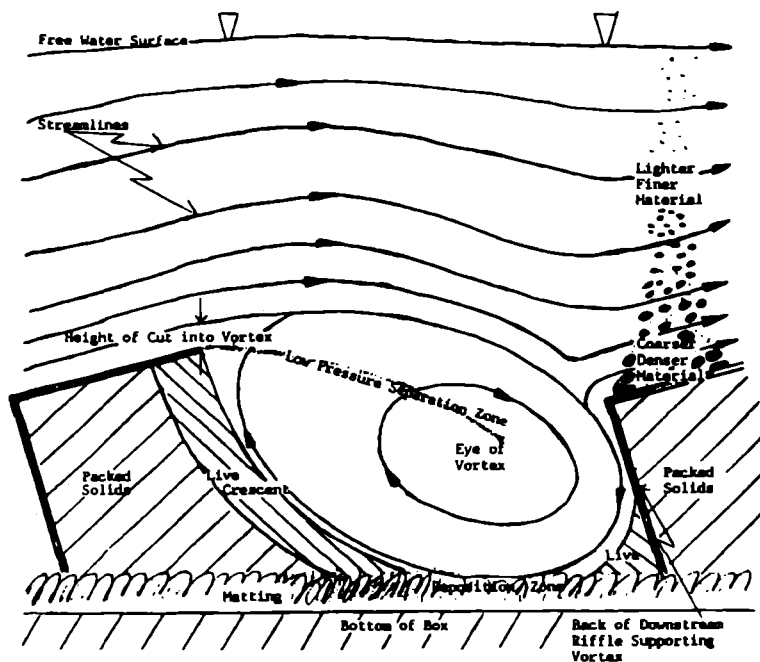 Free Water Surface
Streamlines
Lighter
Finer
Material
Height of Cut into Vortex
Coarser
Denser
Material
Low Pressure Separation Zone
Eye of
Vortex
Packed
Solids
Live
Crescent
Packed
Solids
Live
Matting
Deposition Zone
Bottom of Box
Back of Downstream
Riffle Supporting
Vortex